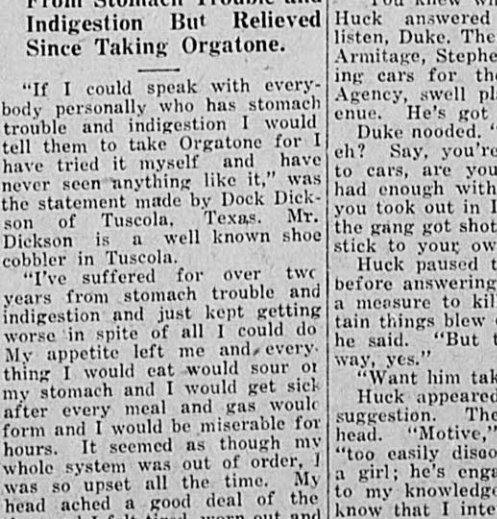 From Stomach Trouble and
Indigestion But Relieved
Since Taking Orgatone.
"If I could speak with every-
body personally who has stomach
trouble and indigestion I would
tell them to take Orgatone for I
have tried it myself and have
never seen anything like it," was
the statement made by Dock Dick-
son of Tuscola, Texas. Mr.
Dickson is a well known shoe
cobbler in Tuscola.
"I've suffered for over two
years from stomach trouble and
indigestion and just kept getting
worse in spite of all I could do
My appetite left me and every-
thing I would eat would sour on
my stomach and I would get sick
after every meal and gas would
form and I would be miserable for
hours. It seemed as though my
whole system was out of order, I
was so upset all the time. My
head ached a good deal of the
Huck answered
listen, Duke. The
Armitage, Stephe
ing cars for the
Agency, swell pl
enue. He's got
Duke nooded. "
eh? Say, you're
to cars, are you
had enough with
you took out in I
the gang got shot
stick to your ow
Huck paused t
before answering
a measure to kil
tain things blew
he said. "But t
way, yes."
"Want him tak
Huck appeared
suggestion. The
head. "Motive,"
"too easily disco
a girl; he's enga
to my knowledge
know that I inte